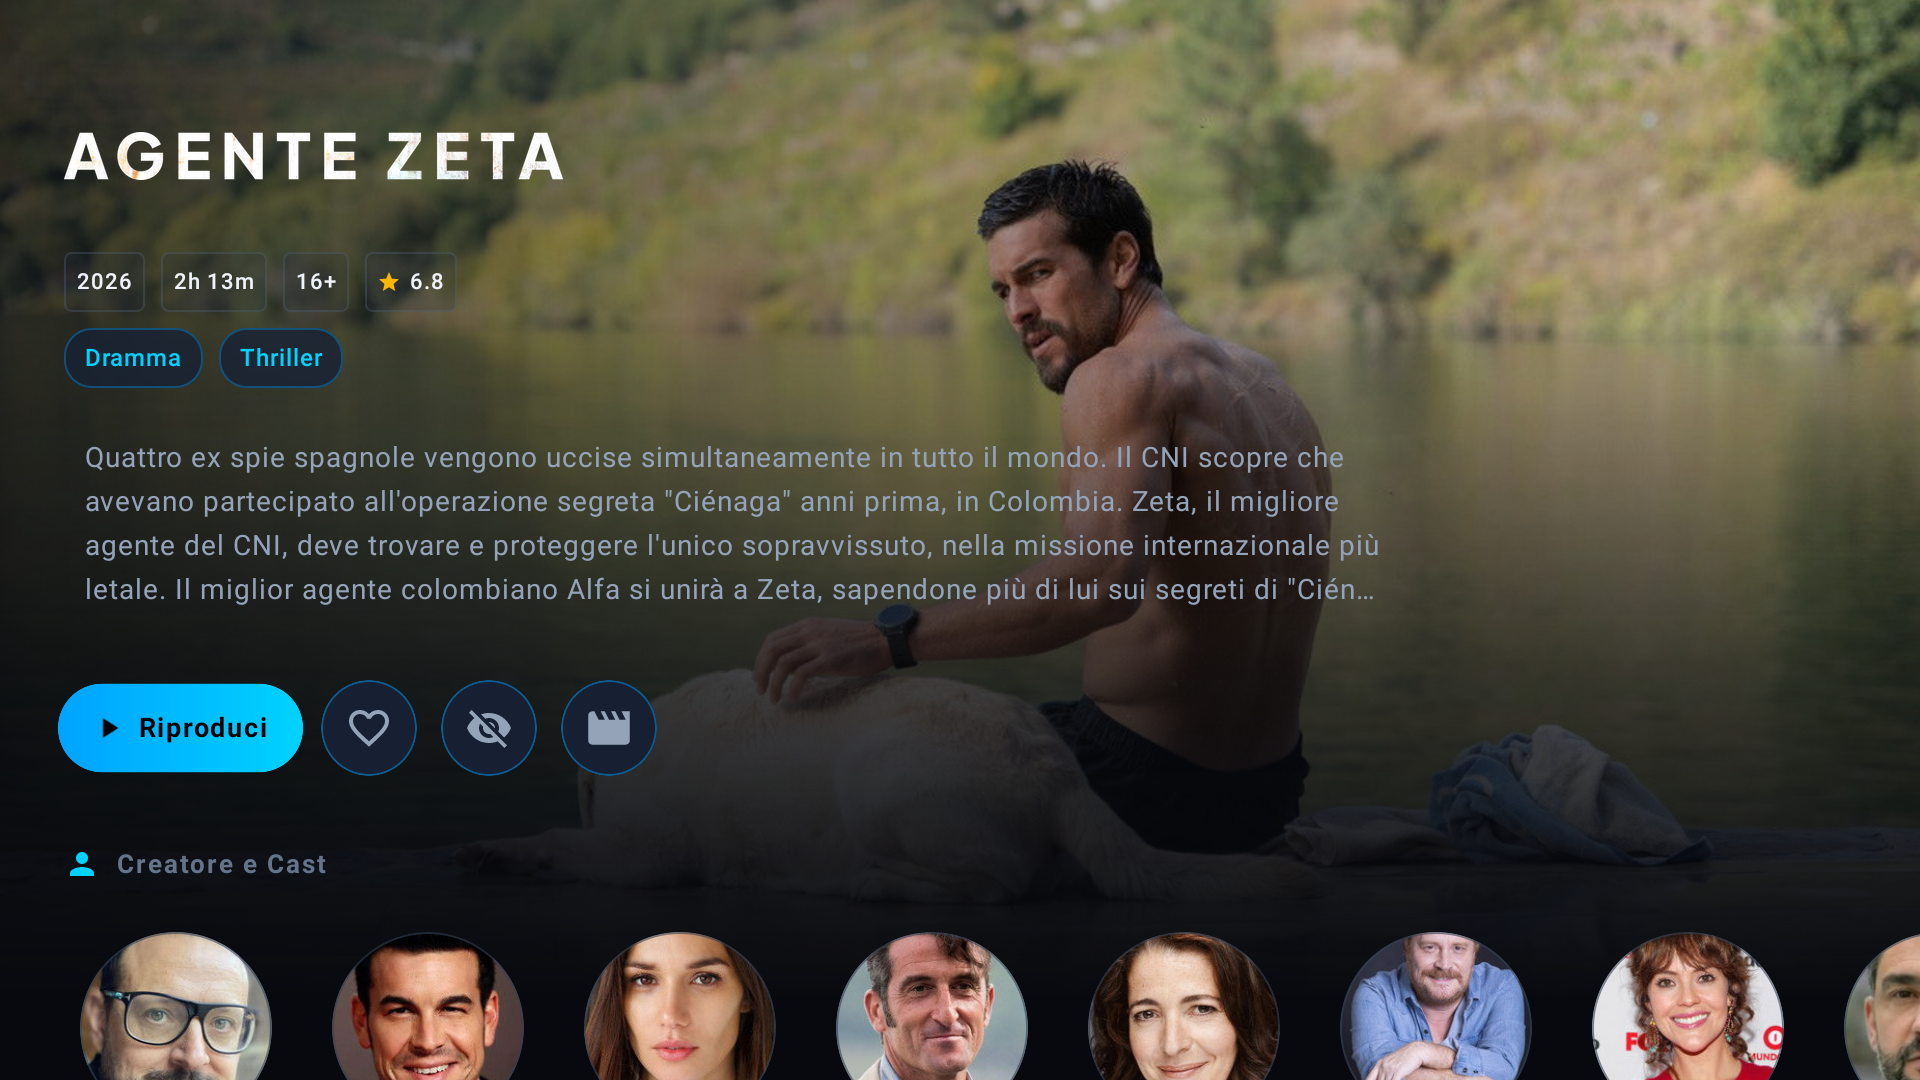 AGENTE ZETA
2026
2h 13m
16+
6.8
Dramma
Thriller
Quattro ex spie spagnole vengono uccise simultaneamente in tutto il mondo. Il CNI scopre che
avevano partecipato all'operazione segreta "Ciénaga" anni prima, in Colombia. Zeta, il migliore
agente del CNI, deve trovare e proteggere l'unico sopravvissuto, nella missione internazionale più
letale. Il miglior agente colombiano Alfa si unirà a Zeta, sapendone più di lui sui segreti di "Cién…
Riproduci
Creatore e Cast